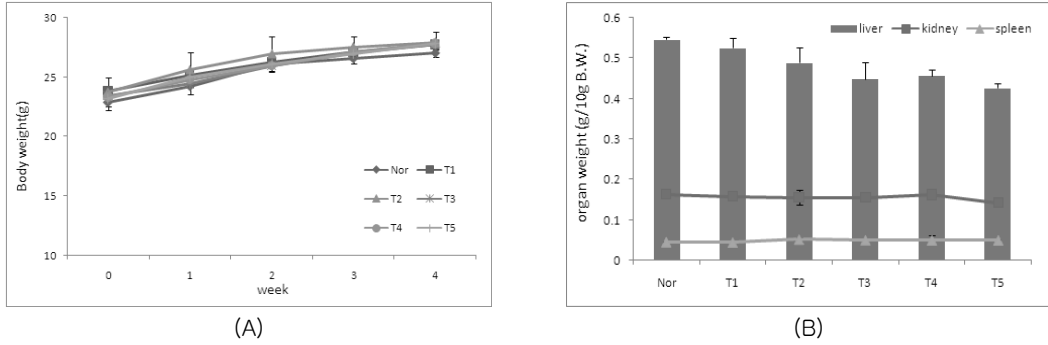 30
25
20
15
10
Body weight(g)
0 1 2 3 4
week
Nor T1
T2 T3
T4 T5
(A)
0.6
0.5
0.4
0.3
0.2
0.1
0
organ weight (g/10g B.W.)
liver kidney spleen
Nor T1 T2 T3 T4 T5
(B)